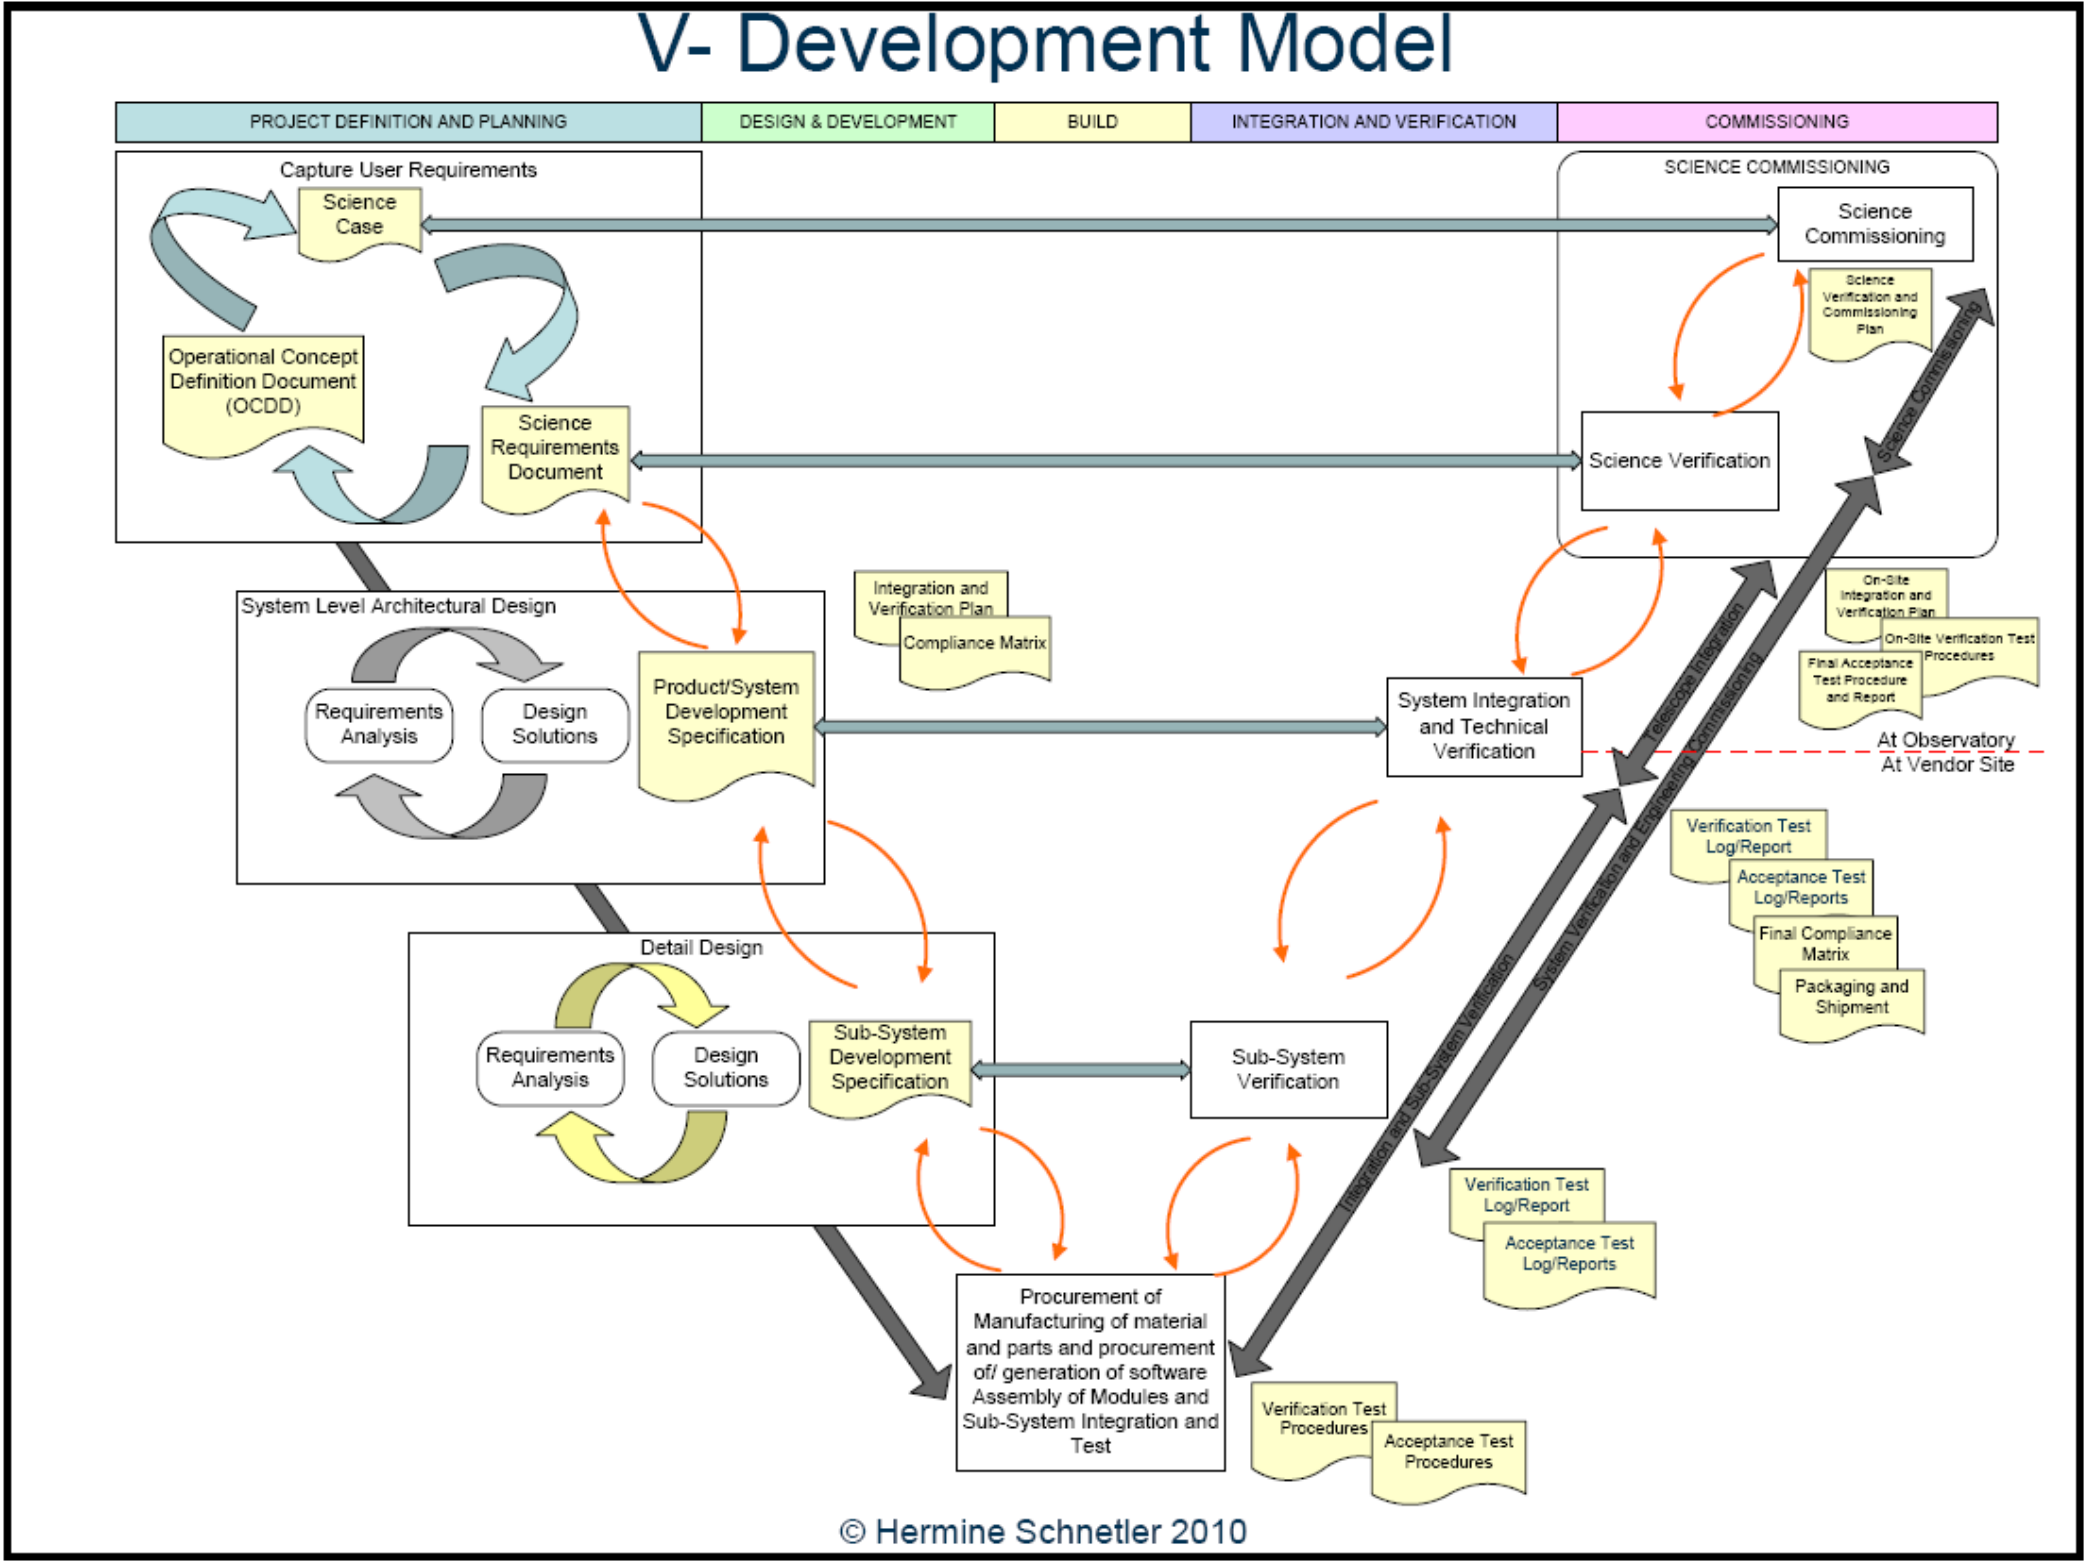 V- Development Model
PROJECT DEFINITION AND PLANNING
DESIGN & DEVELOPMENT
BUILD
INTEGRATION AND VERIFICATION
COMMISSIONING
Capture User Requirements
Science
Case
Operational Concept
Definition Document
(OCDD)
Science
Requirements
Document
SCIENCE COMMISSIONING
Science
Commissioning
Science
Verification and
Commissioning
Plan
Science Commissioning
Science Verification
System Level Architectural Design
Requirements
Analysis
Design
Solutions
Product/System
Development
Specification
Integration and
Verification Plan
Compliance Matrix
System Integration
and Technical
Verification
Telescope Integration
System Verification and Engineering Commissioning
On-Site
Integration and
Verification Plan
On-Site Verification Test
Procedures
Final Acceptance
Test Procedure
and Report
At Observatory
At Vendor Site
Verification Test
Log/Report
Acceptance Test
Log/Reports
Final Compliance
Matrix
Packaging and
Shipment
Detail Design
Requirements
Analysis
Design
Solutions
Sub-System
Development
Specification
Sub-System
Verification
Integration and Sub-System Verification
Verification Test
Log/Report
Acceptance Test
Log/Reports
Procurement of
Manufacturing of material
and parts and procurement
of/ generation of software
Assembly of Modules and
Sub-System Integration and
Test
Verification Test
Procedures
Acceptance Test
Procedures
© Hermine Schnetler 2010